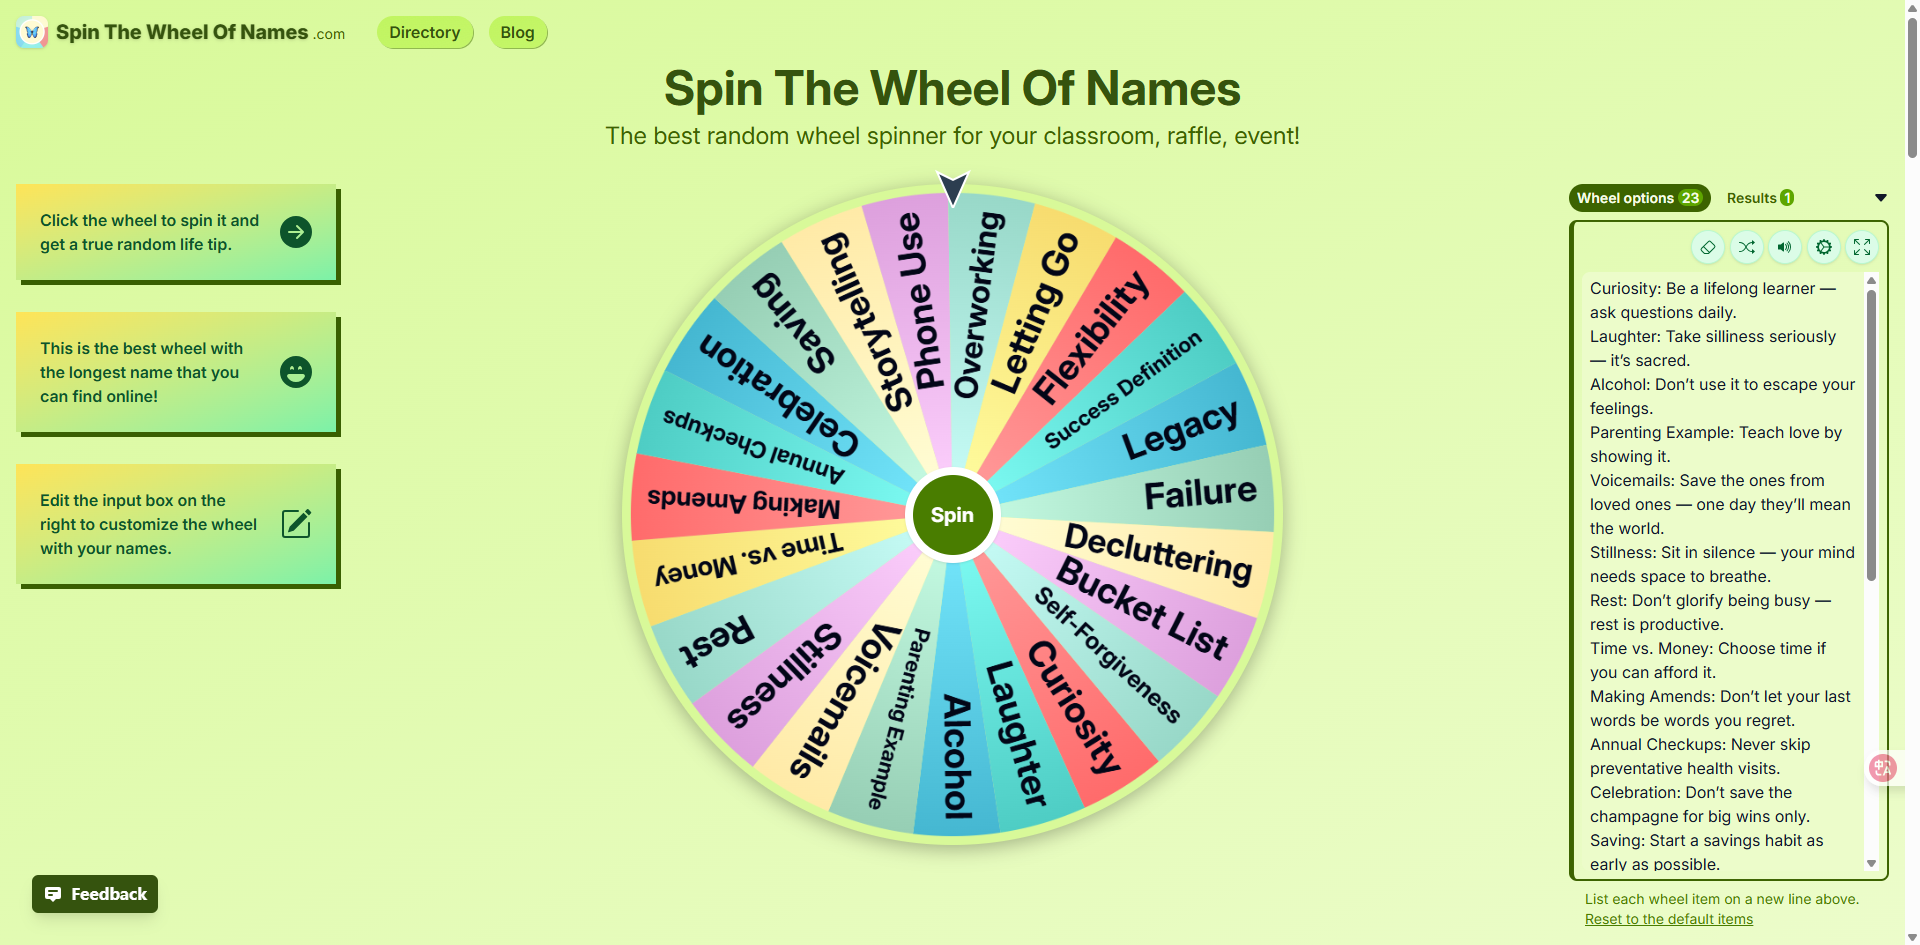 Spin The Wheel Of Names .com
Directory
Blog
Spin The Wheel Of Names
The best random wheel spinner for your classroom, raffle, event!
Click the wheel to spin it and
get a true random life tip.
This is the best wheel with
the longest name that you
can find online!
Edit the input box on the
right to customize the wheel
with your names.
Overworking
Letting Go
Flexibility
Success Definition
Legacy
Failure
Decluttering
Bucket List
Self-Forgiveness
Curiosity
Laughter
Alcohol
Parenting Example
Voicemails
Stillness
Rest
Time vs. Money
Making Amends
Annual Checkups
Celebration
Saving
Storytelling
Phone Use
Spin
Wheel options 23
Results 1
Curiosity: Be a lifelong learner —
ask questions daily.
Laughter: Take silliness seriously
— it’s sacred.
Alcohol: Don’t use it to escape your
feelings.
Parenting Example: Teach love by
showing it.
Voicemails: Save the ones from
loved ones — one day they’ll mean
the world.
Stillness: Sit in silence — your mind
needs space to breathe.
Rest: Don’t glorify being busy —
rest is productive.
Time vs. Money: Choose time if
you can afford it.
Making Amends: Don’t let your last
words be words you regret.
Annual Checkups: Never skip
preventative health visits.
Celebration: Don’t save the
champagne for big wins only.
Saving: Start a savings habit as
early as possible.
List each wheel item on a new line above.
Reset to the default items
Feedback
中A